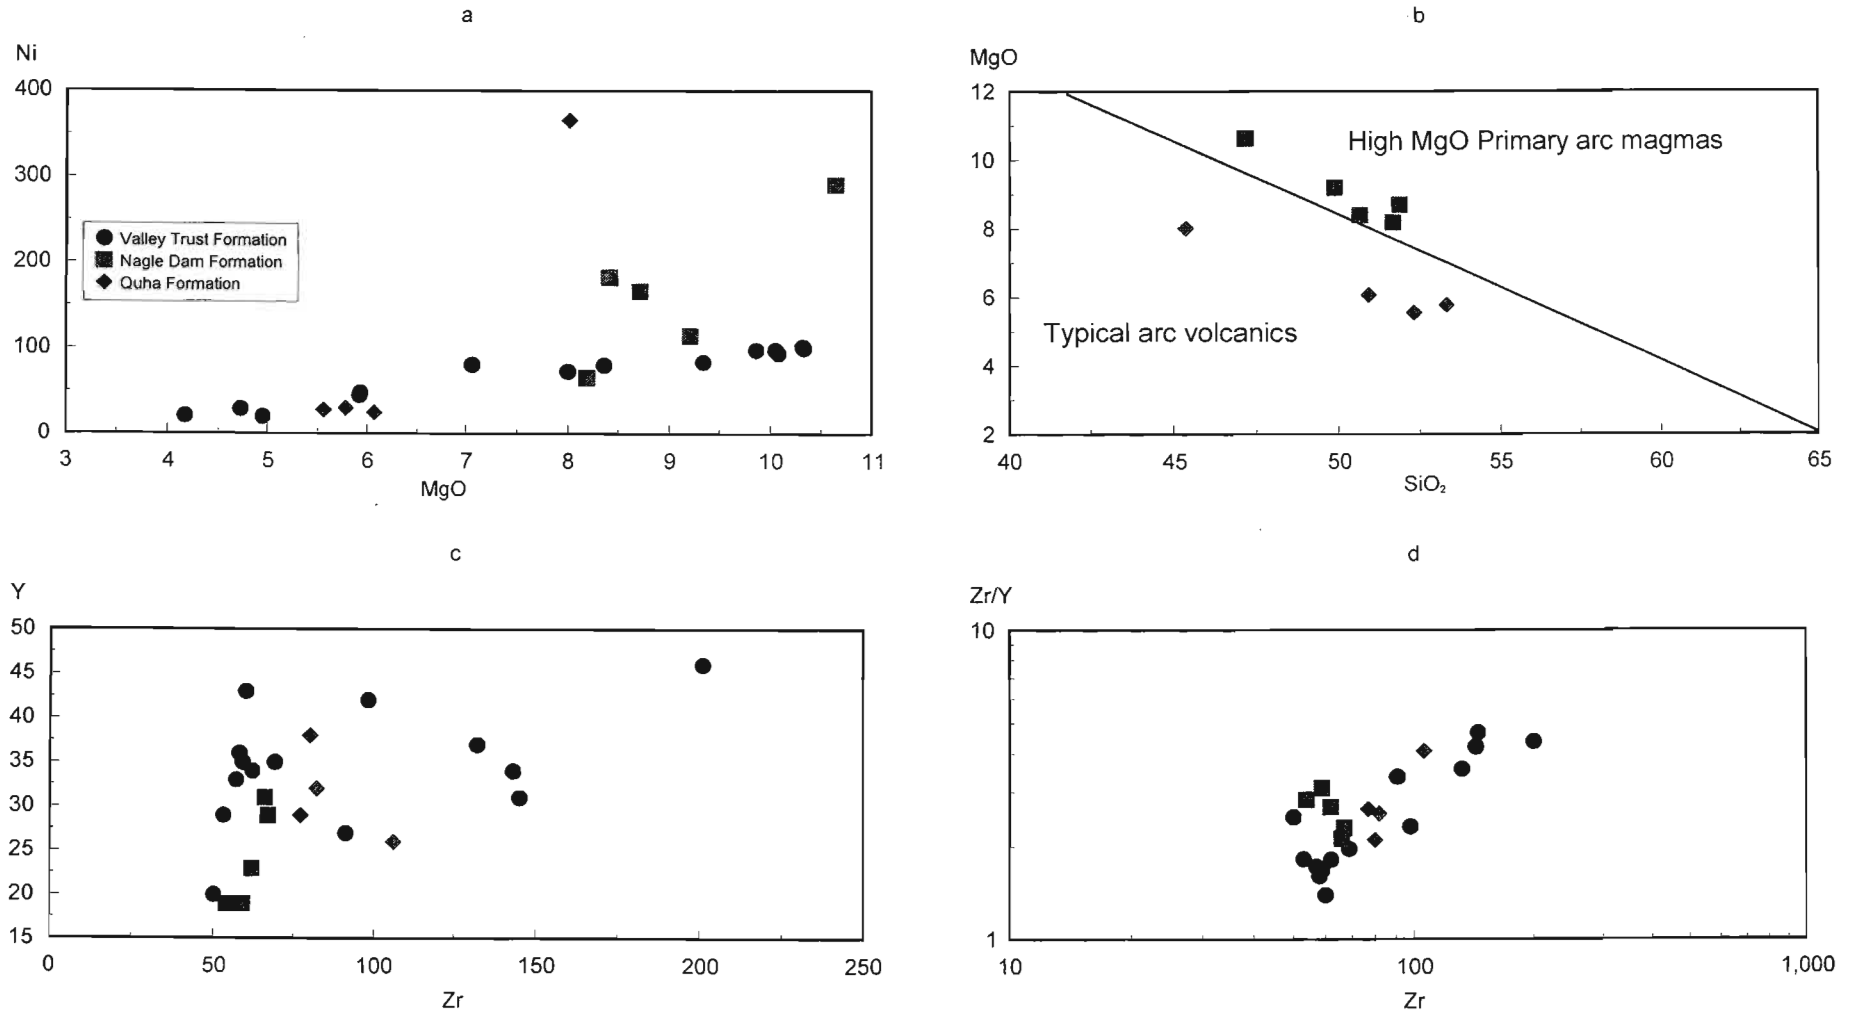 a
Ni
400
300
200
100
0
3 4 5 6 7 8 9 10 11
MgO
Valley Trust Formation
Nagle Dam Formation
Quha Formation
b
MgO
12
10
8
6
4
2
40 45 50 55 60 65
SiO₂
High MgO Primary arc magmas
Typical arc volcanics
c
Y
50
45
40
35
30
25
20
15
0 50 100 150 200 250
Zr
d
Zr/Y
10
1
10 100 1,000
Zr